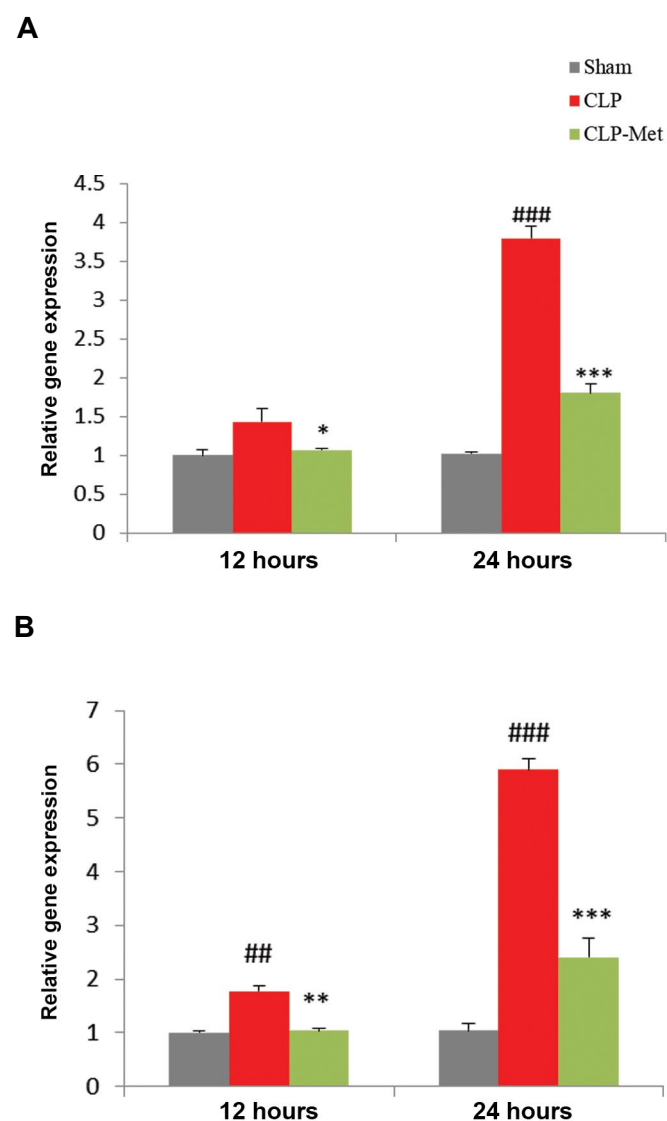 A
Sham
CLP
CLP-Met
Relative gene expression
4.5
4
3.5
3
2.5
2
1.5
1
0.5
0
###
***
*
12 hours
24 hours
B
Relative gene expression
7
6
5
4
3
2
1
0
###
***
##
**
12 hours
24 hours